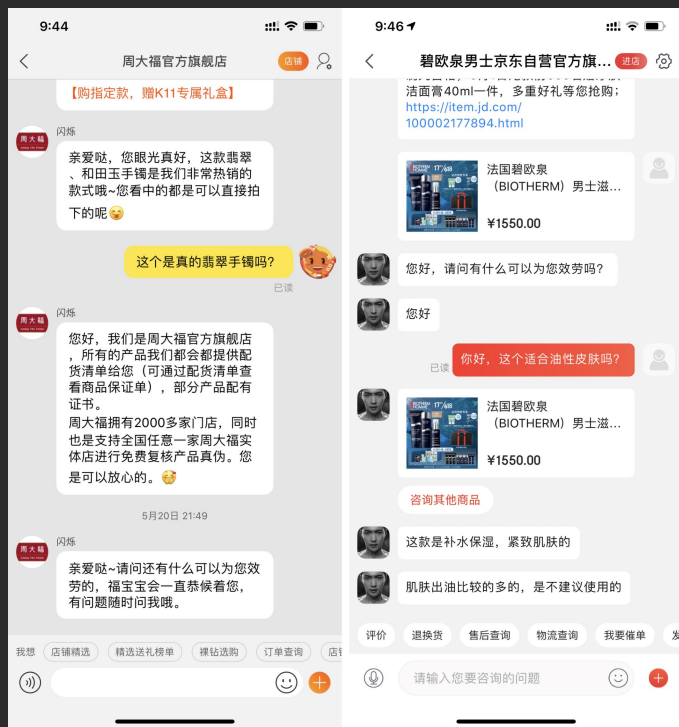 9:44
周大福官方旗舰店
店铺
【购指定款，赠K11专属礼盒】
闪烁
周大福
亲爱哒，您眼光真好，这款翡翠
、和田玉手镯是我们非常热销的
款式哦~您看中的都是可以直接拍
下的呢
这个是真的翡翠手镯吗？
已读
闪烁
周大福
您好，我们是周大福官方旗舰店
，所有的产品我们都会都提供配
货清单给您（可通过配货清单查
看商品保证单），部分产品配有
证书。
周大福拥有2000多家门店，同时
也是支持全国任意一家周大福实
体店进行免费复核产品真伪。您
是可以放心的。
5月20日 21:49
闪烁
周大福
亲爱哒~请问还有什么可以为您效
劳的，福宝宝会一直恭候着您，
有问题随时问我哦。
我想
店铺精选
精选送礼榜单
裸钻选购
订单查询
9:46
碧欧泉男士京东自营官方旗...
进店
洁面膏40ml一件，多重好礼等您抢购；
https://item.jd.com/
100002177894.html
法国碧欧泉
（BIOTHERM）男士滋...
¥1550.00
您好，请问有什么可以为您效劳吗？
您好
已读
你好，这个适合油性皮肤吗？
法国碧欧泉
（BIOTHERM）男士滋...
¥1550.00
咨询其他商品
这款是补水保湿，紧致肌肤的
肌肤出油比较的多的，是不建议使用的
评价
退换货
售后查询
物流查询
我要催单
请输入您要咨询的问题